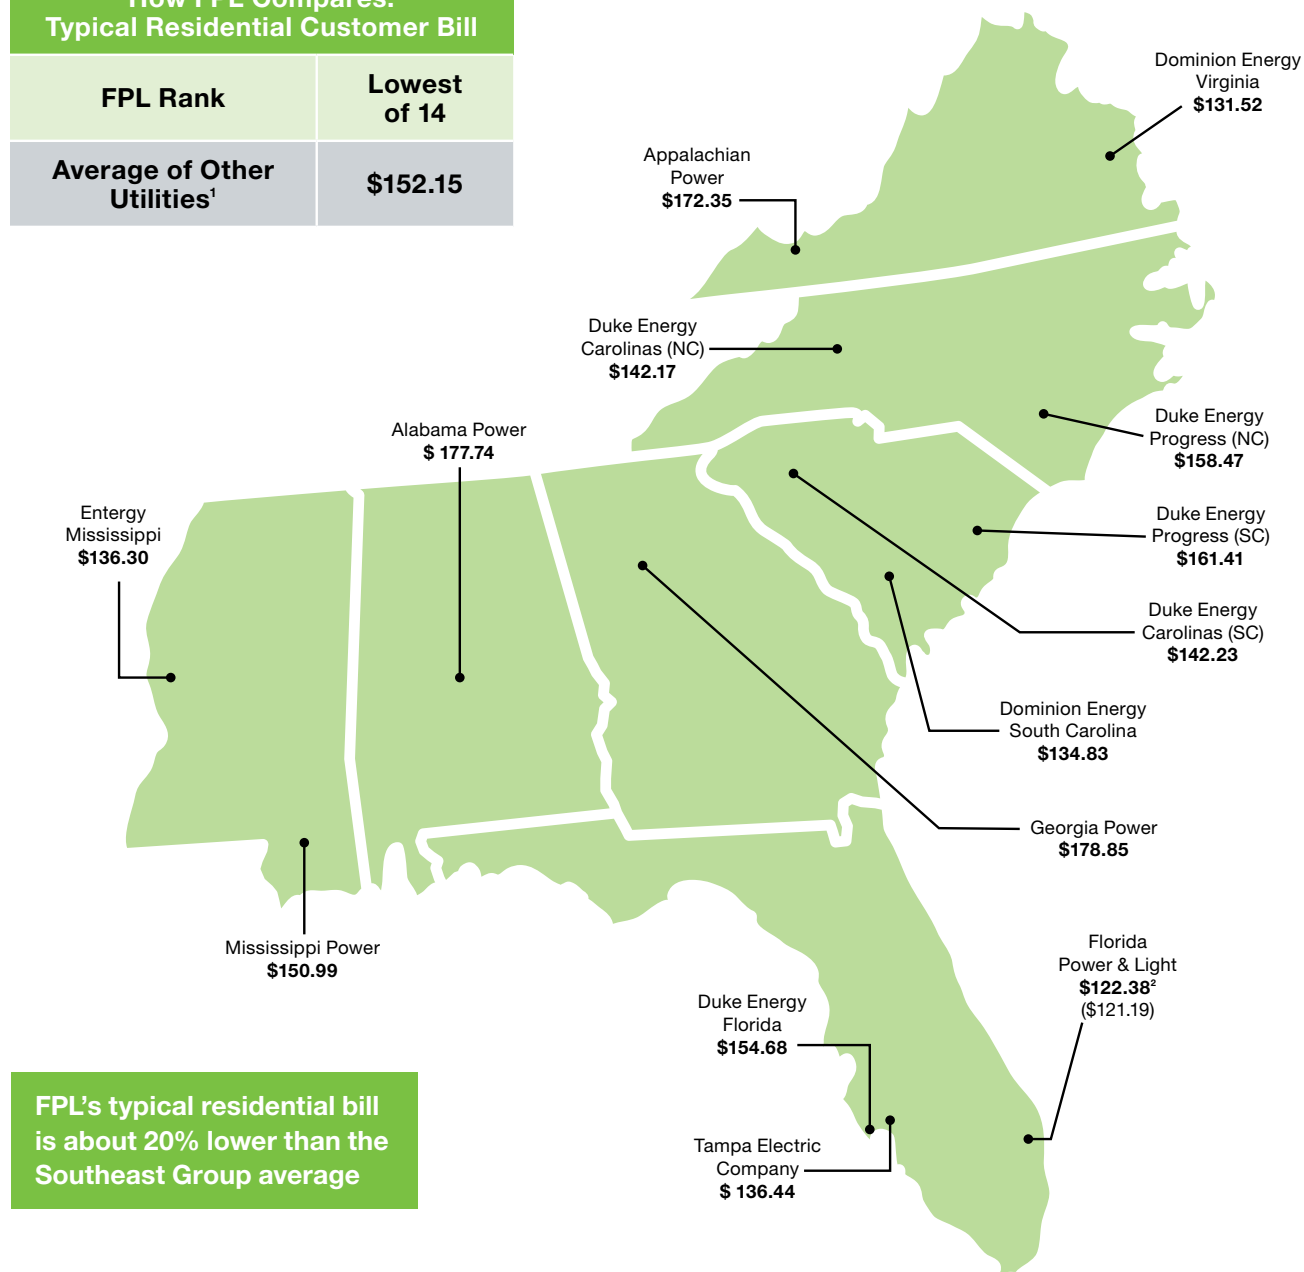 How FPL Compares:
Typical Residential Customer Bill
FPL Rank
Lowest
of 14
Average of Other
Utilities¹
$152.15
Dominion Energy
Virginia
$131.52
Appalachian
Power
$172.35
Duke Energy
Carolinas (NC)
$142.17
Duke Energy
Progress (NC)
$158.47
Alabama Power
$ 177.74
Entergy
Mississippi
$136.30
Duke Energy
Progress (SC)
$161.41
Duke Energy
Carolinas (SC)
$142.23
Dominion Energy
South Carolina
$134.83
Georgia Power
$178.85
Mississippi Power
$150.99
Florida
Power & Light
$122.38²
($121.19)
Duke Energy
Florida
$154.68
Tampa Electric
Company
$ 136.44
FPL’s typical residential bill
is about 20% lower than the
Southeast Group average